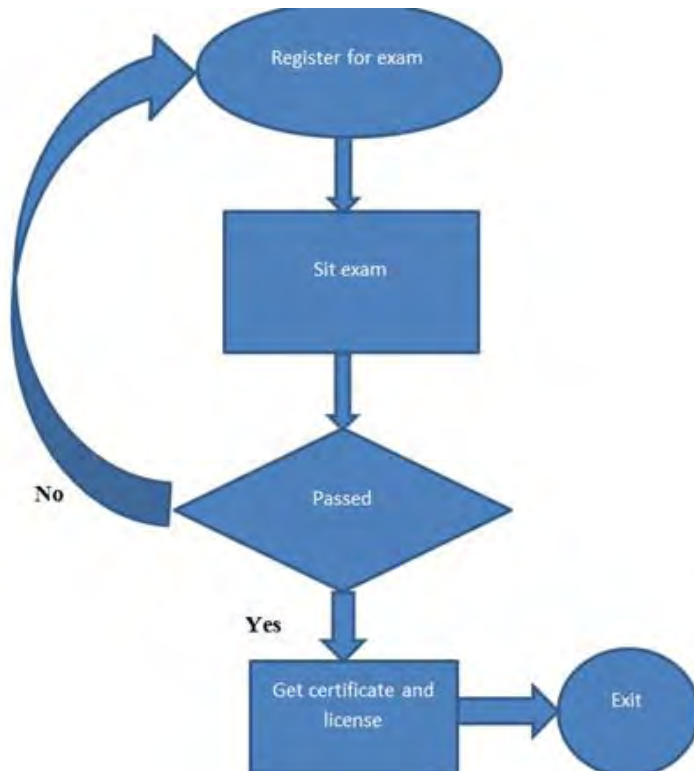 Register for exam
Sit exam
Passed
No
Yes
Get certificate and
license
Exit